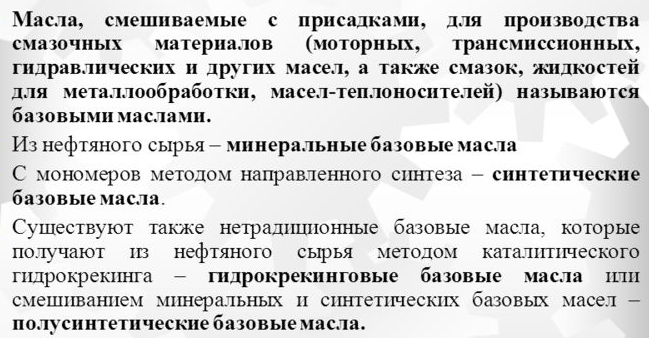 Масла, смешиваемые с присадками, для производства
смазочных материалов (моторных, трансмиссионных,
гидравлических и других масел, а также смазок, жидкостей
для металлообработки, масел-теплоносителей) называются
базовыми маслами.
Из нефтяного сырья – минеральные базовые масла
С мономеров методом направленного синтеза – синтетические
базовые масла.
Существуют также нетрадиционные базовые масла, которые
получают из нефтяного сырья методом каталитического
гидрокрекинга – гидрокрекинговые базовые масла или
смешиванием минеральных и синтетических базовых масел –
полусинтетические базовые масла.